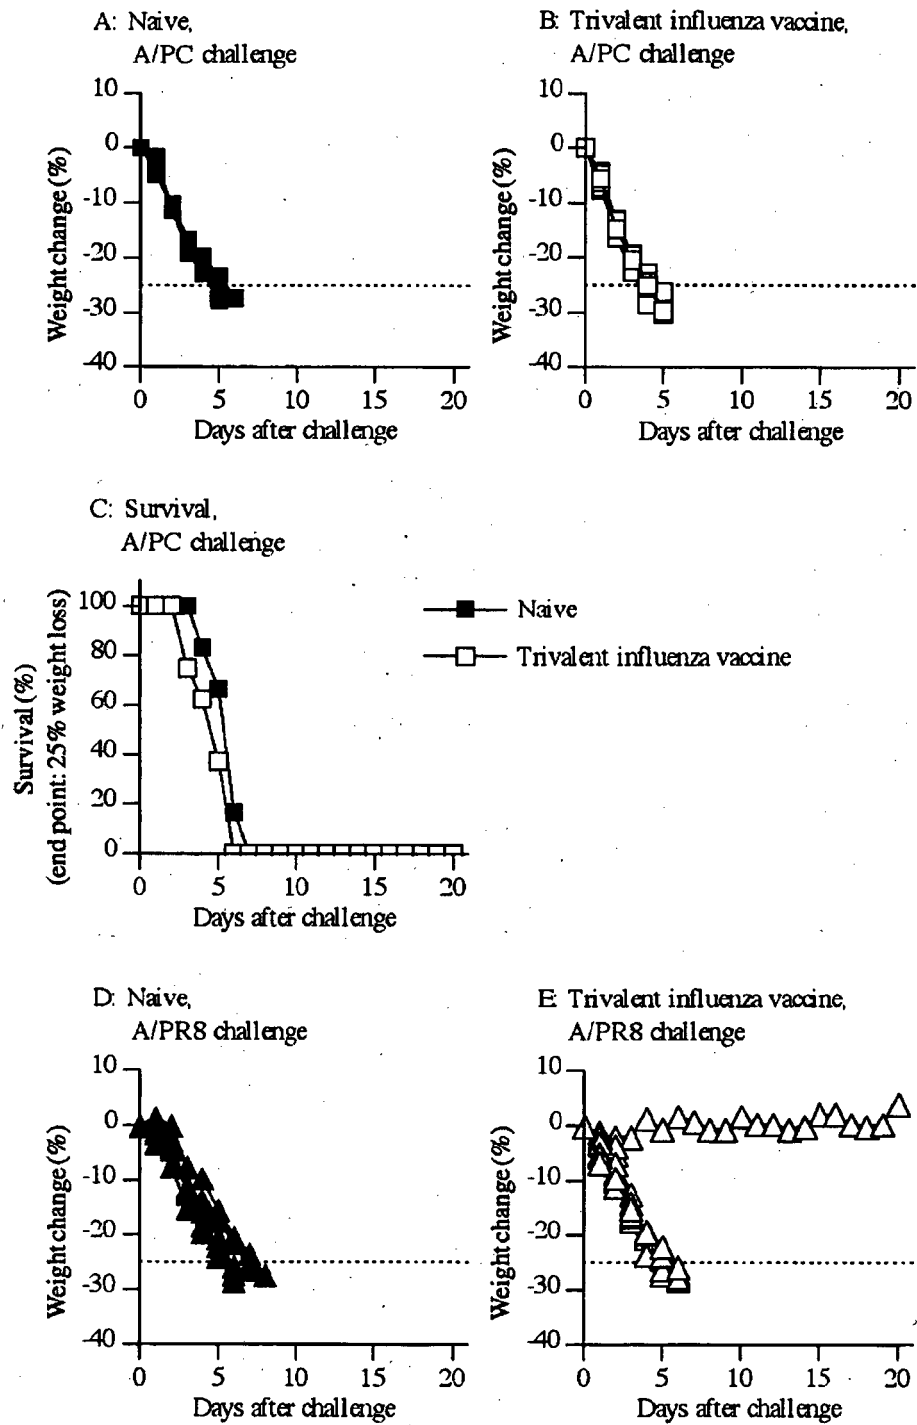 A: Naive,
A/PC challenge
10
0
-10
-20
-30
-40
Weight change (%)
0 5 10 15 20
Days after challenge
B: Trivalent influenza vaccine,
A/PC challenge
10
0
-10
-20
-30
-40
Weight change (%)
0 5 10 15 20
Days after challenge
C: Survival,
A/PC challenge
100
80
60
40
20
0
Survival (%)
(end point: 25% weight loss)
0 5 10 15 20
Days after challenge
Naive
Trivalent influenza vaccine
D: Naive,
A/PR8 challenge
10
0
-10
-20
-30
-40
Weight change (%)
0 5 10 15 20
Days after challenge
E: Trivalent influenza vaccine,
A/PR8 challenge
10
0
-10
-20
-30
-40
Weight change (%)
0 5 10 15 20
Days after challenge